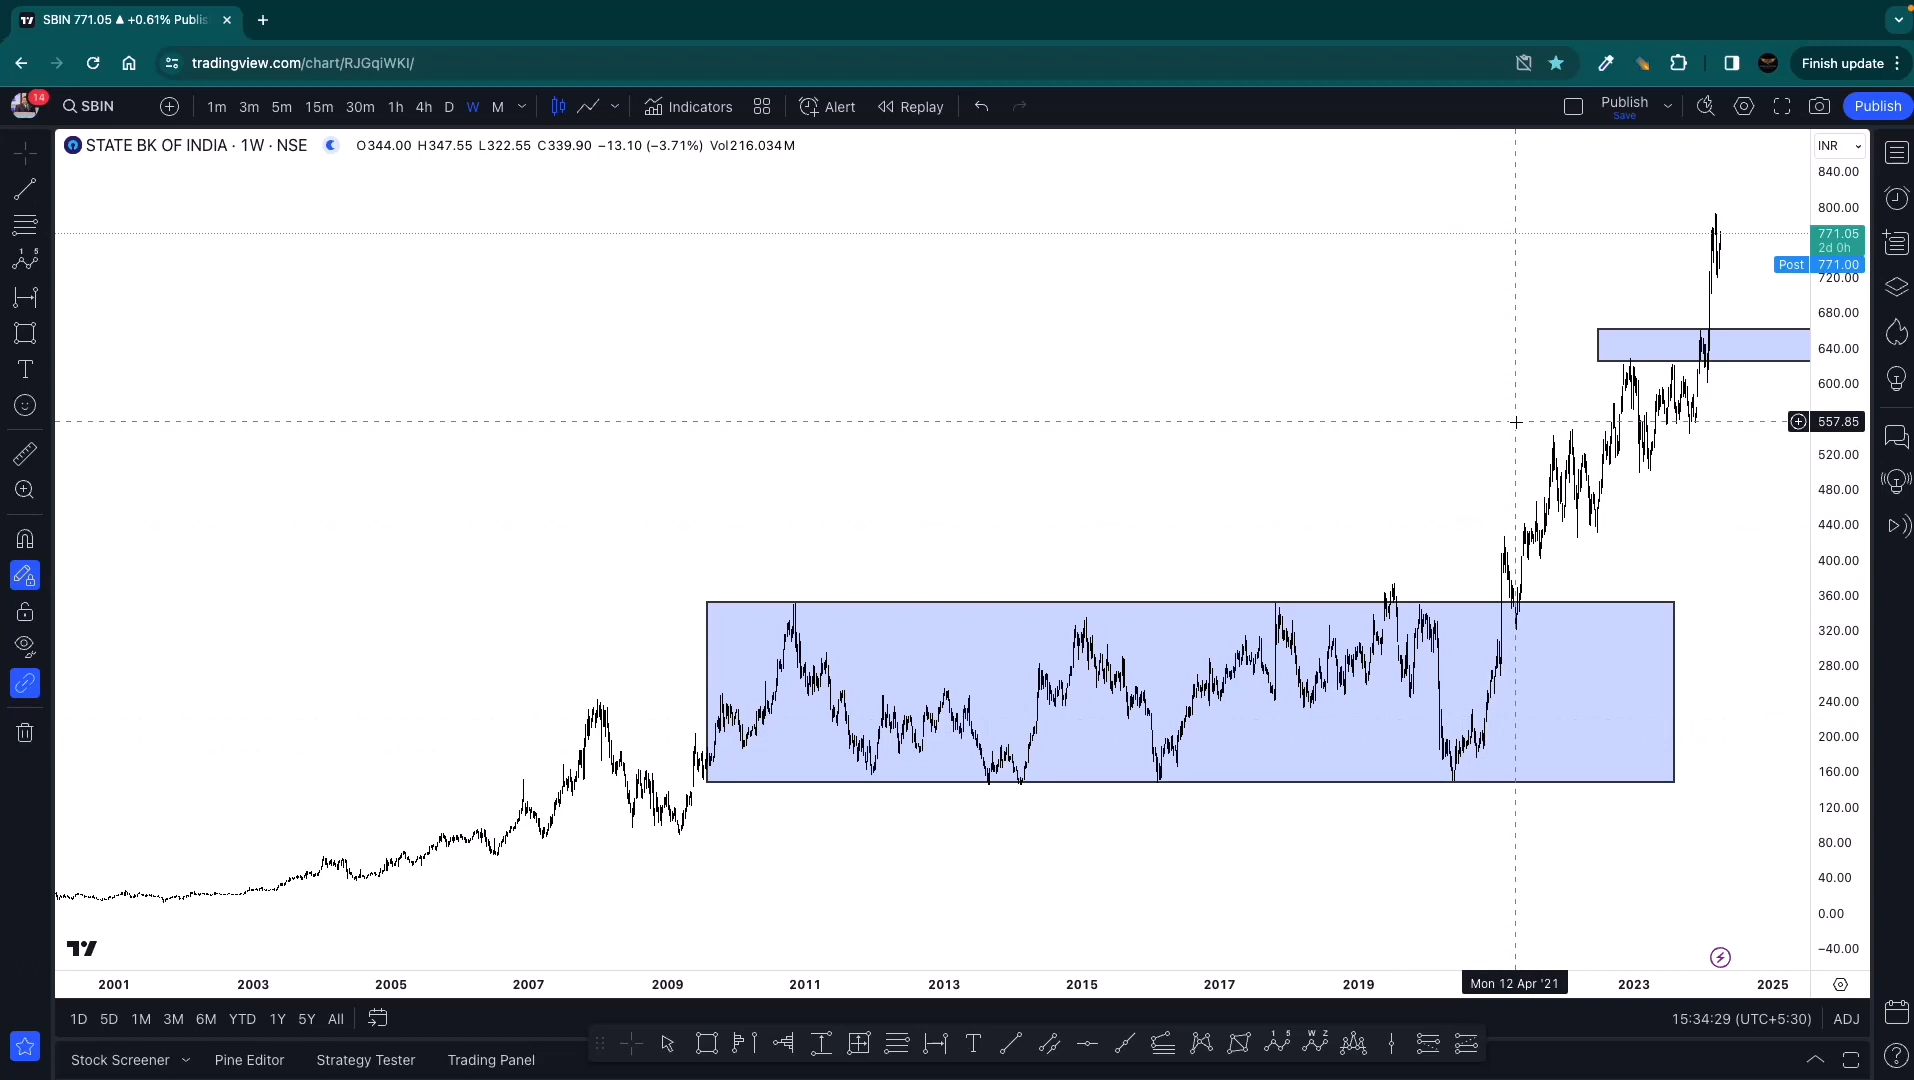 SBIN 771.05 ▲ +0.61% Publis
tradingview.com/chart/RJGqiWKI/
Finish update
14
SBIN
1m 3m 5m 15m 30m 1h 4h D W M
Indicators
Alert
Replay
Publish
Save
Publish
STATE BK OF INDIA · 1W · NSE
O344.00 H347.55 L322.55 C339.90 −13.10 (−3.71%) Vol216.034M
INR
840.00
800.00
771.05
2d 0h
Post 771.00
720.00
680.00
640.00
600.00
557.85
520.00
480.00
440.00
400.00
360.00
320.00
280.00
240.00
200.00
160.00
120.00
80.00
40.00
0.00
−40.00
2001 2003 2005 2007 2009 2011 2013 2015 2017 2019 Mon 12 Apr '21 2023 2025
1D 5D 1M 3M 6M YTD 1Y 5Y All
15:34:29 (UTC+5:30) ADJ
Stock Screener Pine Editor Strategy Tester Trading Panel